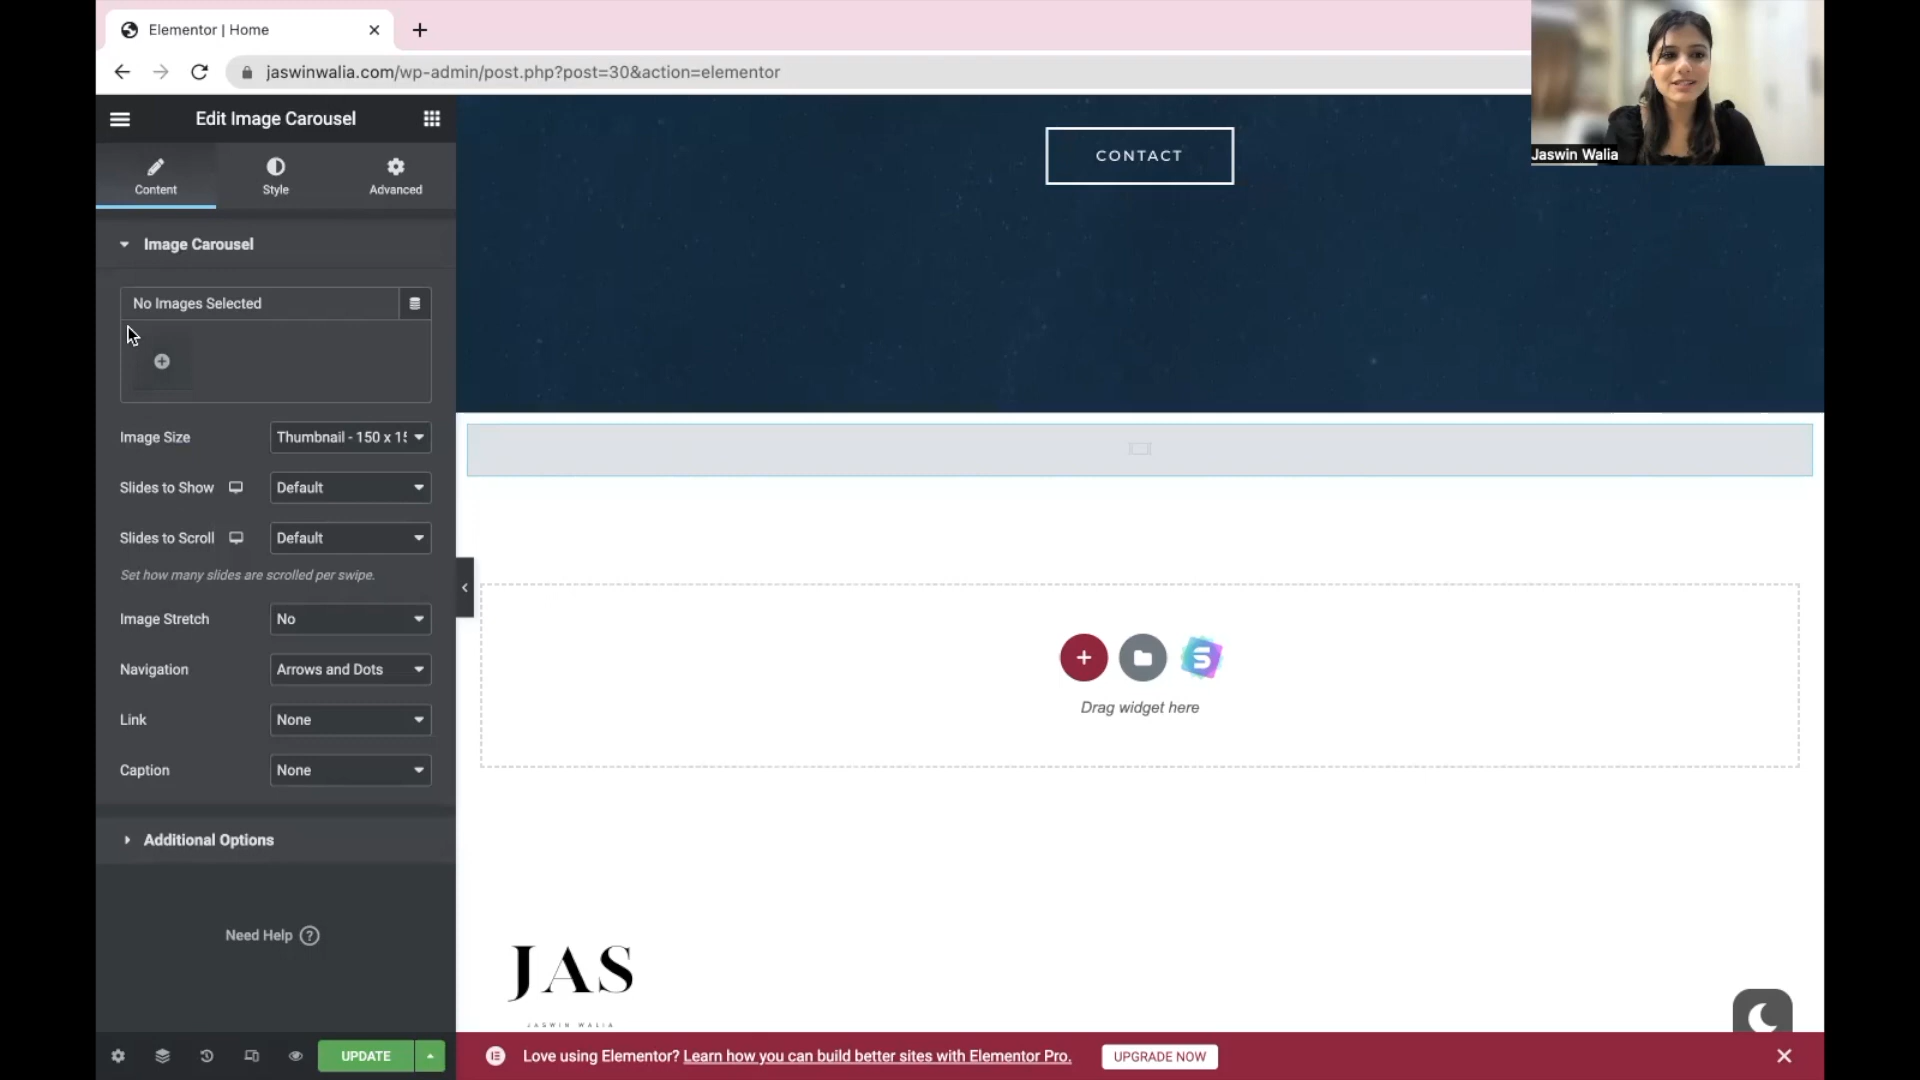 Elementor | Home
jaswinwalia.com/wp-admin/post.php?post=30&action=elementor
Jaswin Walia
Edit Image Carousel
Content
Style
Advanced
Image Carousel
No Images Selected
Image Size
Thumbnail - 150 x 15
Slides to Show
Default
Slides to Scroll
Default
Set how many slides are scrolled per swipe.
Image Stretch
No
Navigation
Arrows and Dots
Link
None
Caption
None
Additional Options
Need Help ?
UPDATE
CONTACT
Drag widget here
JAS
JASWIN WALIA
Love using Elementor? Learn how you can build better sites with Elementor Pro.
UPGRADE NOW